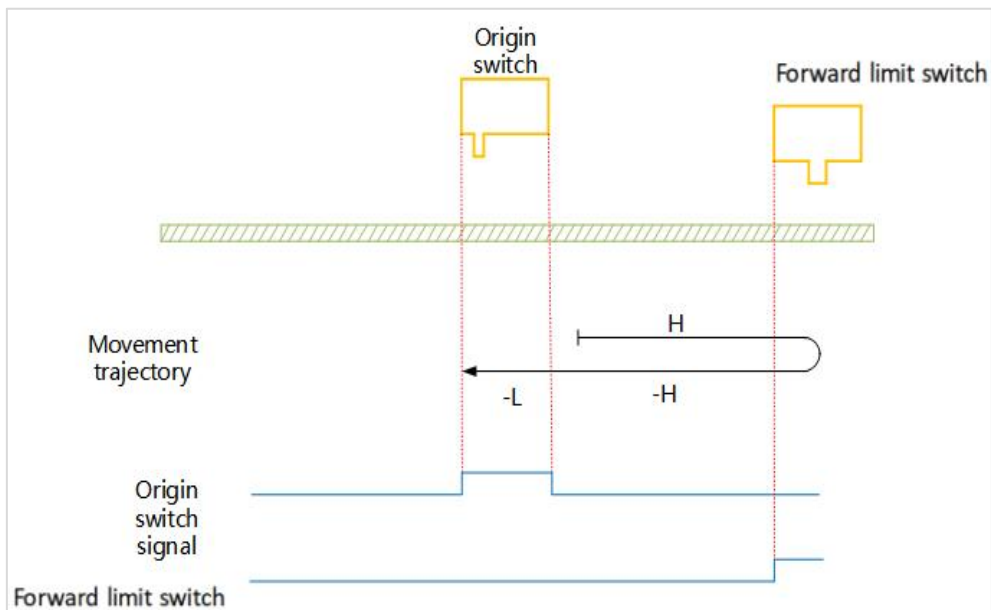 Origin
switch
Forward limit switch
Movement
trajectory
H
-L
-H
Origin
switch
signal
Forward limit switch